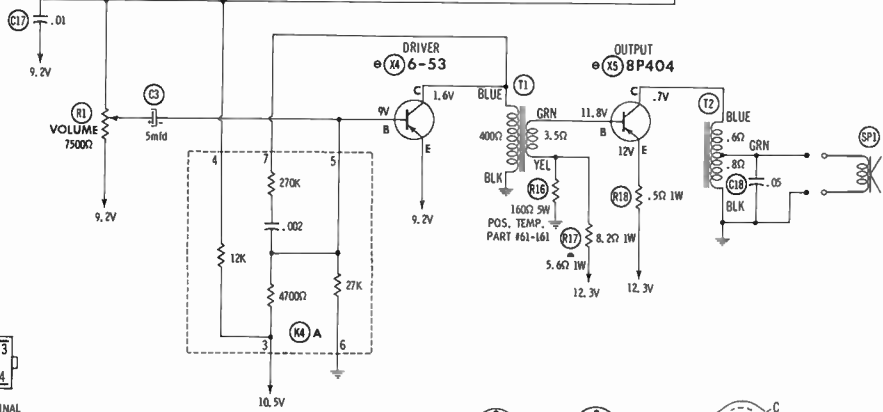 C17 .01
9.2V
R1
VOLUME
7500Ω
9.2V
C3
5mfd
4 7 5
270K
.002
12K
4700Ω
27K
K4 A
3 6
10.5V
DRIVER
X4 6-53
C 1.6V
9V
B
E
9.2V
T1
BLUE
400Ω
BLK
GRN
3.5Ω
YEL
R16
160Ω 5W
POS. TEMP.
PART #61-161
R17
8.2Ω 1W
5.6Ω 1W
12.3V
OUTPUT
X5 8P404
C .7V
11.8V
B
12V E
R18 .5Ω 1W
12.3V
T2
BLUE
.6Ω
GRN
.8Ω
C18 .05
BLK
SP1
3
4
INAL
C